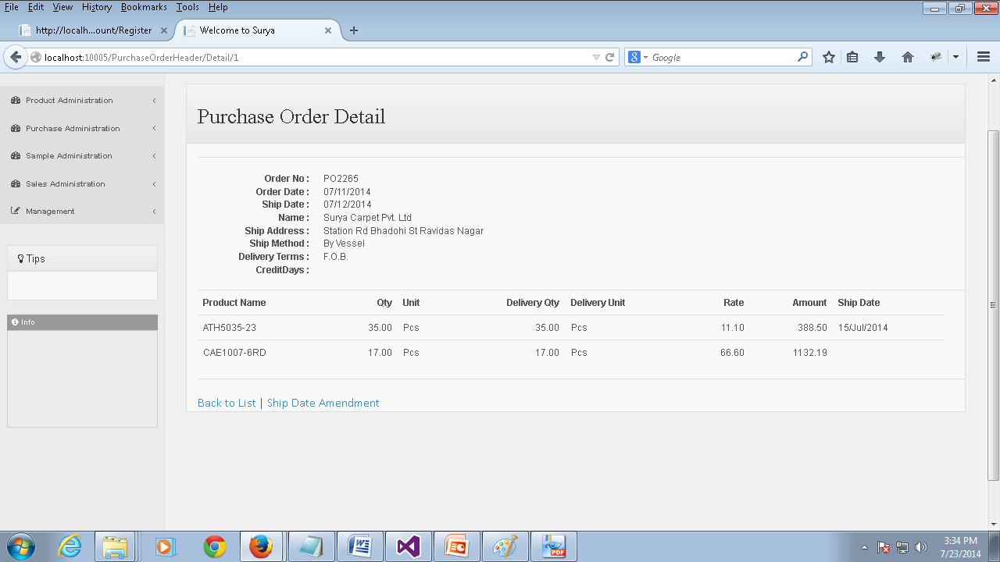 File Edit View History Bookmarks Tools Help
http://localh...ount/Register Welcome to Surya
localhost:10005/PurchaseOrderHeader/Detail/1 Google
Product Administration
Purchase Administration
Sample Administration
Sales Administration
Management
Tips
Info
Purchase Order Detail
Order No : PO2265
Order Date : 07/11/2014
Ship Date : 07/12/2014
Name : Surya Carpet Pvt. Ltd
Ship Address : Station Rd Bhadohi St Ravidas Nagar
Ship Method : By Vessel
Delivery Terms : F.O.B.
CreditDays :
Product Name Qty Unit Delivery Qty Delivery Unit Rate Amount Ship Date
ATH5035-23 35.00 Pcs 35.00 Pcs 11.10 388.50 15/Jul/2014
CAE1007-6RD 17.00 Pcs 17.00 Pcs 66.60 1132.19
Back to List | Ship Date Amendment
PDF
3:34 PM
7/23/2014